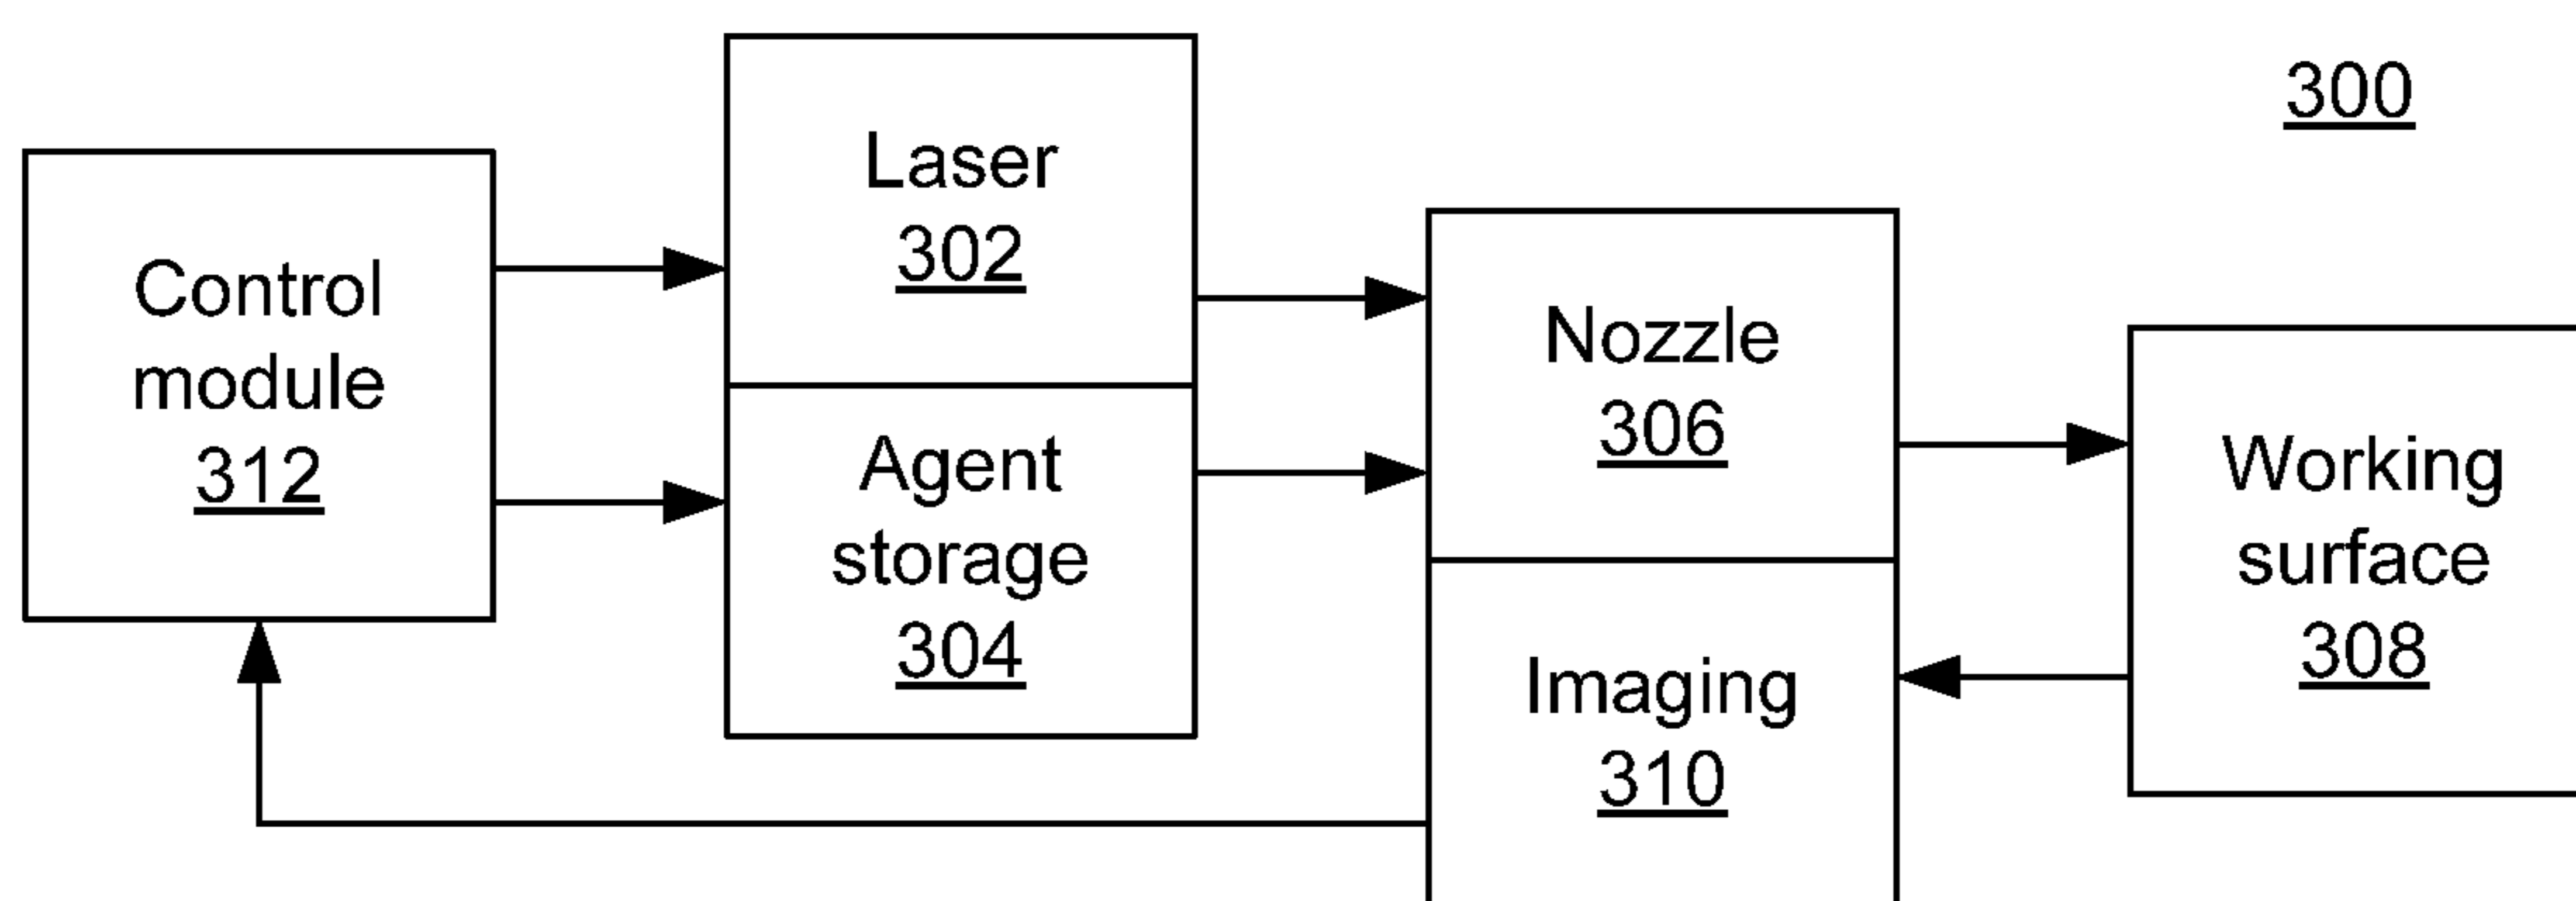 300
Laser
302
Control
module
312
Agent
storage
304
Nozzle
306
Imaging
310
Working
surface
308